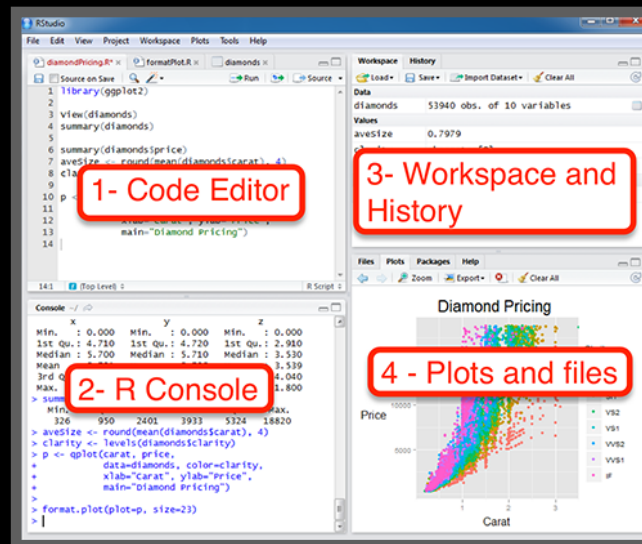 RStudio
File Edit View Project Workspace Plots Tools Help
diamondPricing.R* × formatPlot.R × diamonds ×
Source on Save Run Source
1 library(ggplot2)
2
3 View(diamonds)
4 summary(diamonds)
5
6 summary(diamonds$price)
7 aveSize <- round(mean(diamonds$carat), 4)
8 cla
9
10 p <
11
12 xlab="Carat", ylab="Price",
13 main="Diamond Pricing")
14
1- Code Editor
14:1 (Top Level) R Script
Console ~/
x y z
Min. : 0.000 Min. : 0.000 Min. : 0.000
1st Qu.: 4.710 1st Qu.: 4.720 1st Qu.: 2.910
Median : 5.700 Median : 5.710 Median : 3.530
Mean 3.539
3rd Q 4.040
Max. 1.800
2- R Console
> summ
Min. Max.
326 950 2401 3933 5324 18820
> aveSize <- round(mean(diamonds$carat), 4)
> clarity <- levels(diamonds$clarity)
> p <- qplot(carat, price,
+ data=diamonds, color=clarity,
+ xlab="Carat", ylab="Price",
+ main="Diamond Pricing")
>
> format.plot(plot=p, size=23)
>
Workspace History
Load Save Import Dataset Clear All
Data
diamonds 53940 obs. of 10 variables
Values
aveSize 0.7979
3- Workspace and
History
Files Plots Packages Help
Zoom Export Clear All
Diamond Pricing
4 - Plots and files
Price
10000
5000
VS2
VS1
VVS2
VVS1
IF
1 2 3
Carat